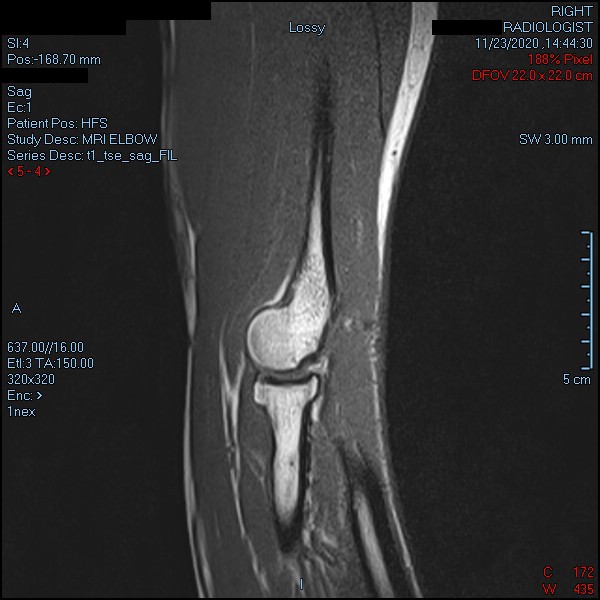 Lossy
RIGHT
RADIOLOGIST
11/23/2020 ,14:44:30
188% Pixel
DFOV 22.0 x 22.0 cm
SW 3.00 mm
SI:4
Pos:-168.70 mm
Sag
Ec:1
Patient Pos: HFS
Study Desc: MRI ELBOW
Series Desc: t1_tse_sag_FIL
< 5 - 4 >
A
637.00//16.00
Etl:3 TA:150.00
320x320
Enc: >
1nex
5 cm
I
C 172
W 435